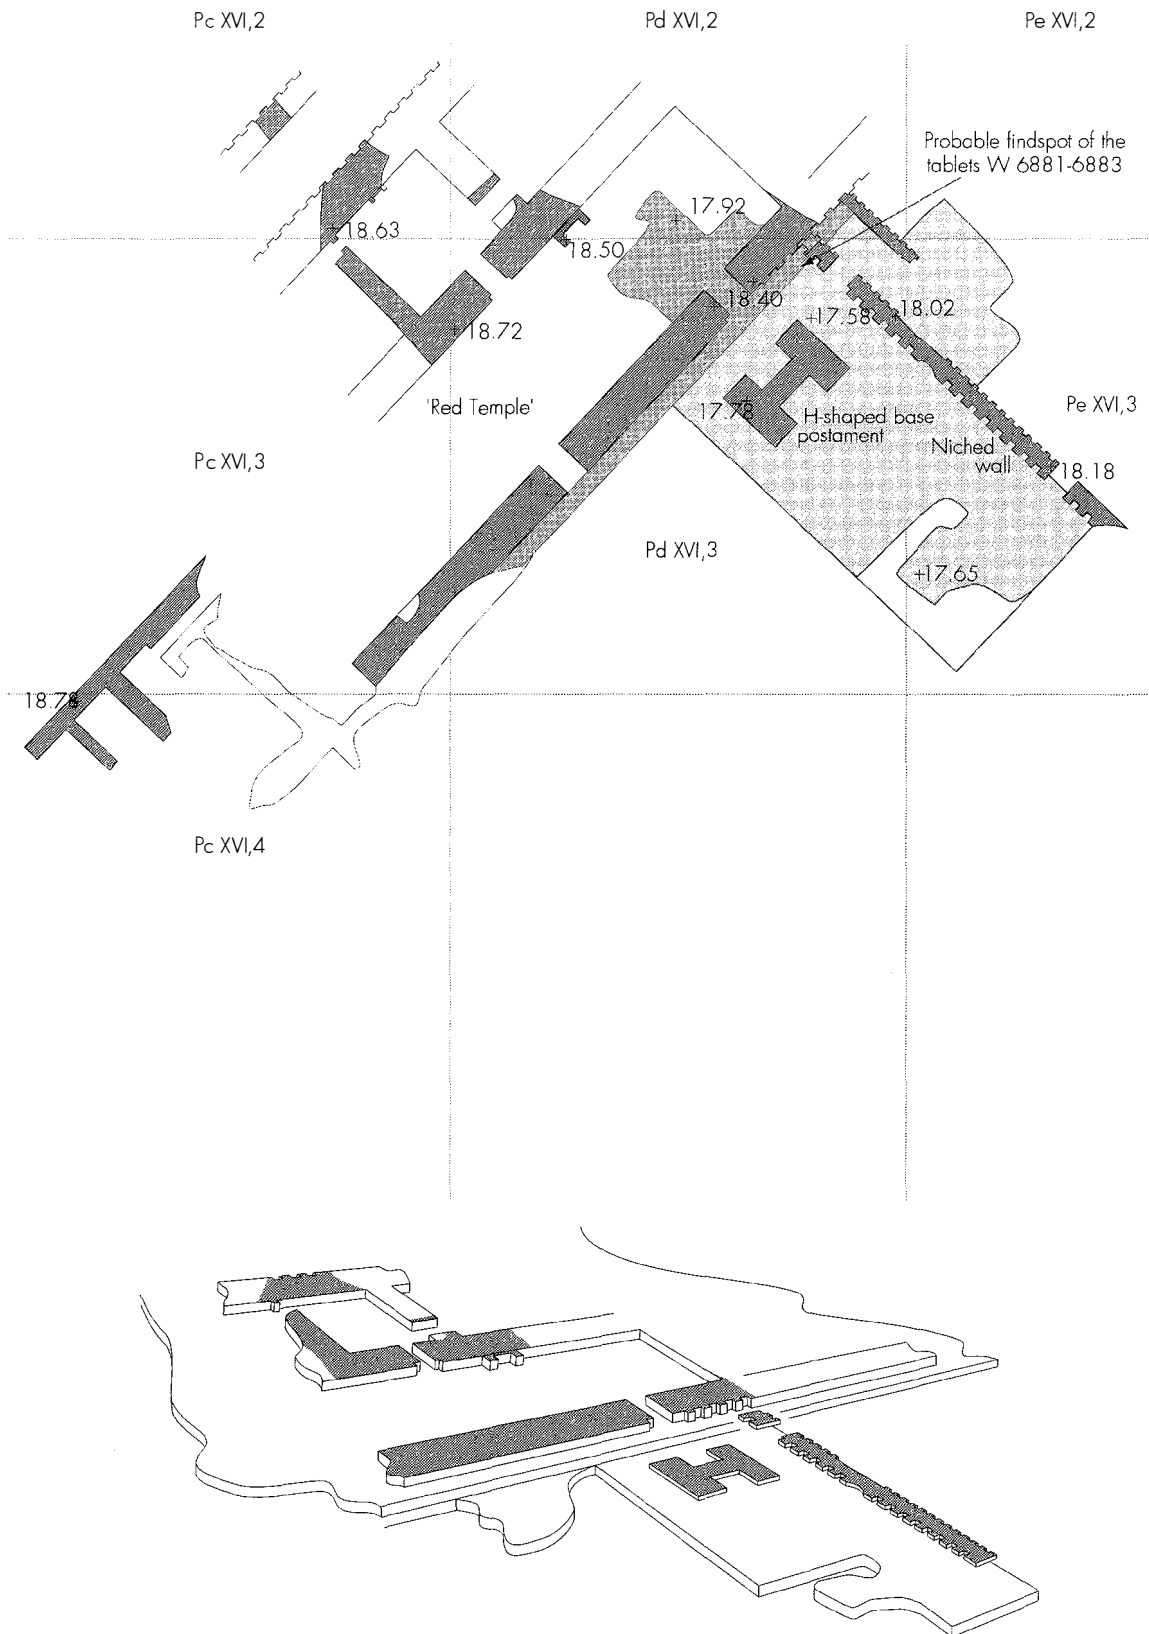 Pc XVI,2
Pd XVI,2
Pe XVI,2
Probable findspot of the
tablets W 6881-6883
17.92
18.63
18.50
18.40
17.58
18.02
18.72
'Red Temple'
17.78
H-shaped base
postament
Pe XVI,3
Niched
wall
Pc XVI,3
18.18
Pd XVI,3
17.65
18.78
Pc XVI,4